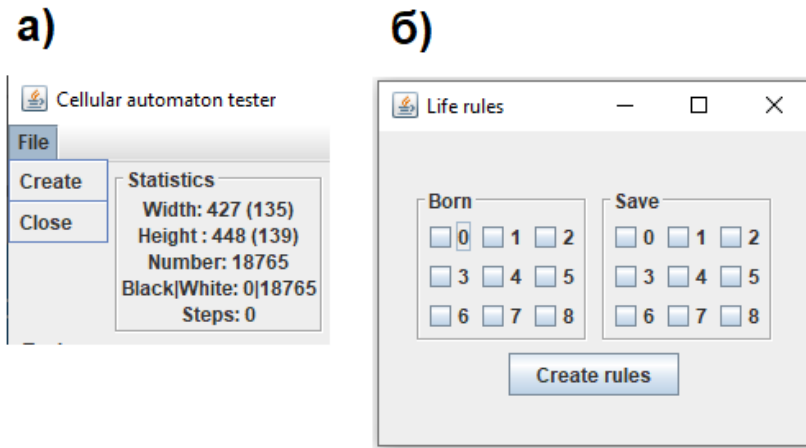 а)
Cellular automaton tester
File
Create
Close
Statistics
Width: 427 (135)
Height : 448 (139)
Number: 18765
Black|White: 0|18765
Steps: 0
б)
Life rules
Born
0 1 2
3 4 5
6 7 8
Save
0 1 2
3 4 5
6 7 8
Create rules